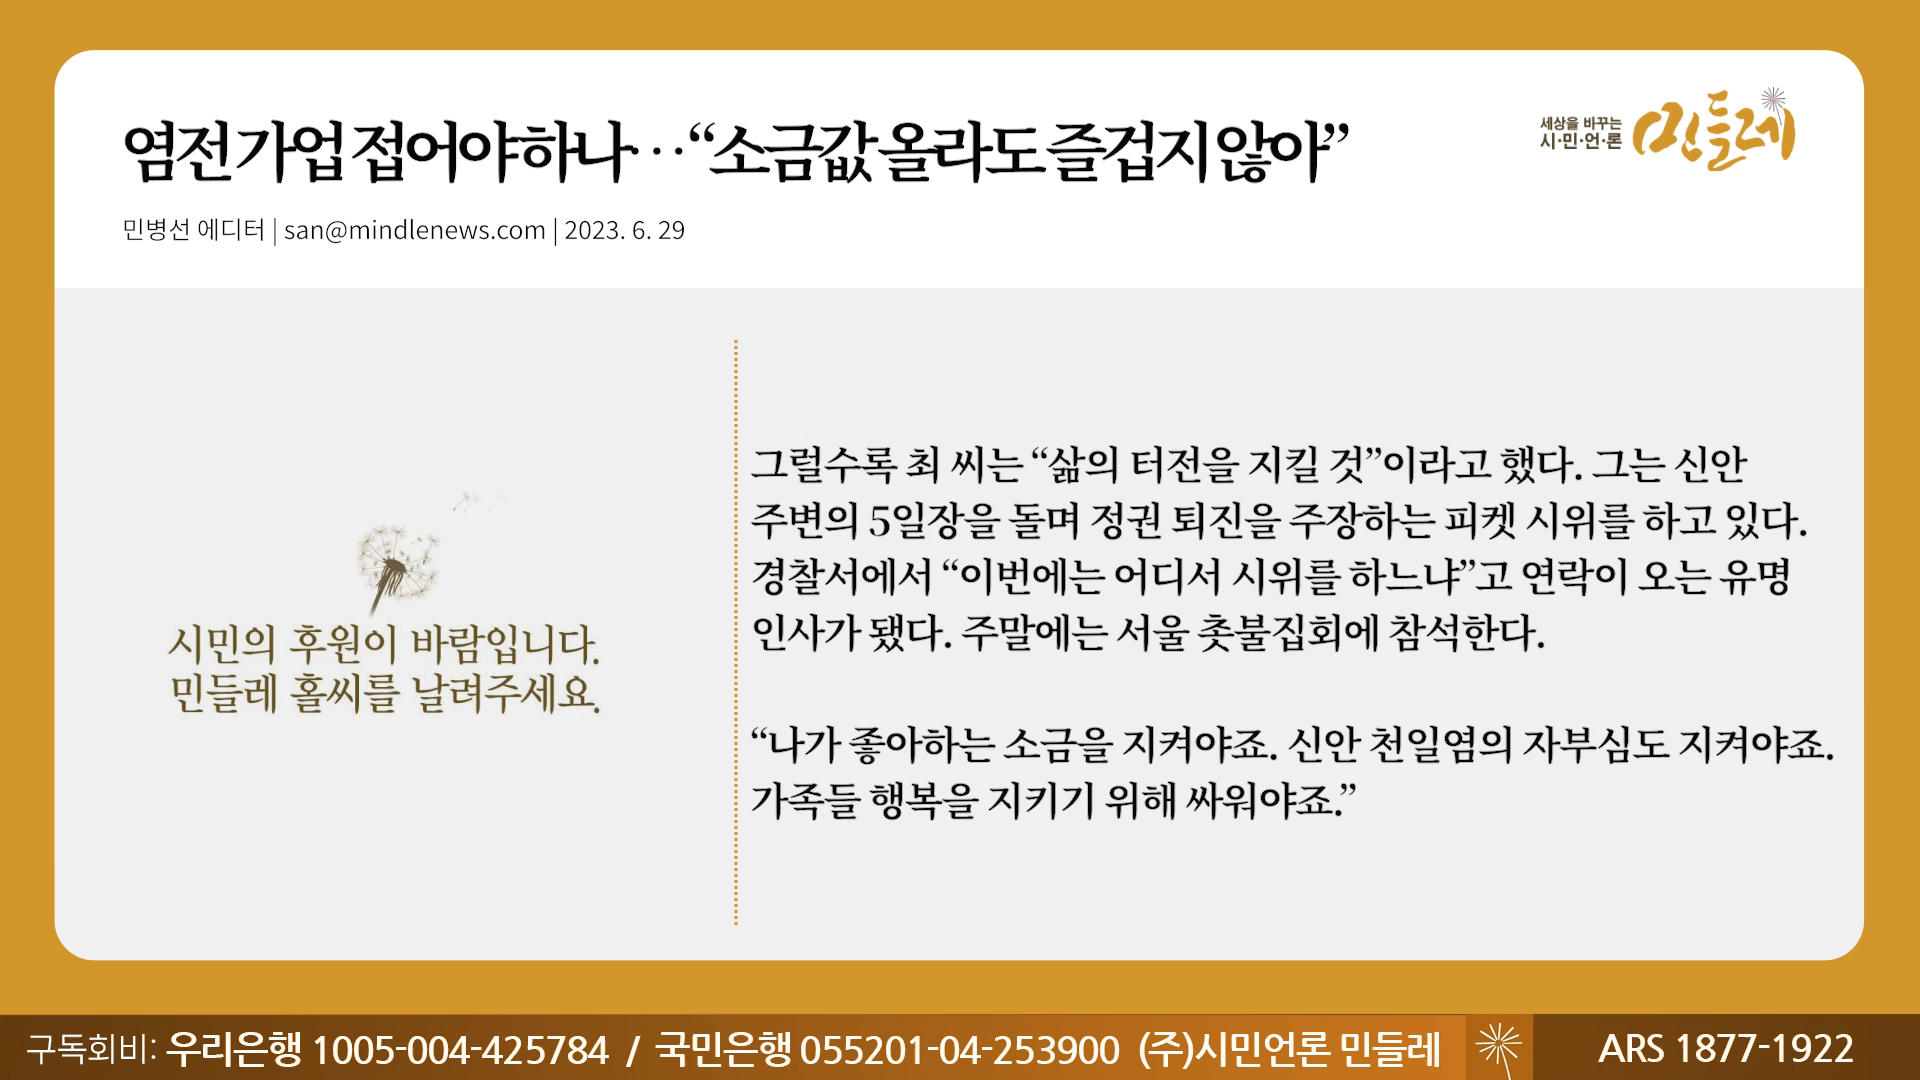 염전 가업 접어야 하나…“소금값 올라도 즐겁지 않아”
세상을 바꾸는
시·민·언·론
민들레
민병선 에디터 | san@mindlenews.com | 2023. 6. 29
시민의 후원이 바람입니다.
민들레 홀씨를 날려주세요.
그럴수록 최 씨는 “삶의 터전을 지킬 것”이라고 했다. 그는 신안
주변의 5일장을 돌며 정권 퇴진을 주장하는 피켓 시위를 하고 있다.
경찰서에서 “이번에는 어디서 시위를 하느냐”고 연락이 오는 유명
인사가 됐다. 주말에는 서울 촛불집회에 참석한다.
“나가 좋아하는 소금을 지켜야죠. 신안 천일염의 자부심도 지켜야죠.
가족들 행복을 지키기 위해 싸워야죠.”
구독회비: 우리은행 1005-004-425784 / 국민은행 055201-04-253900 (주)시민언론 민들레
ARS 1877-1922